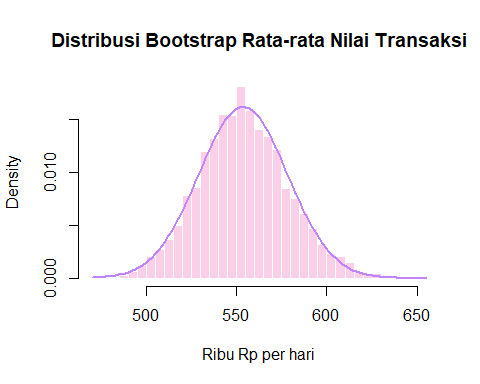 Distribusi Bootstrap Rata-rata Nilai Transaksi
Density
0.010
0.000
500 550 600 650
Ribu Rp per hari